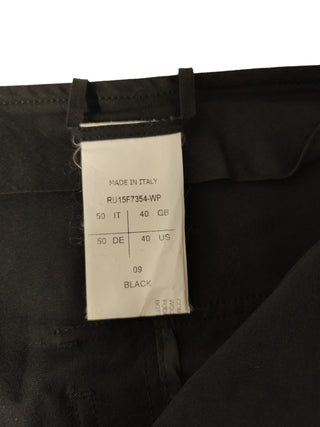 MADE IN ITALY
RU15F7354-WP
50 IT 40 GB
50 DE 40 US
09
BLACK